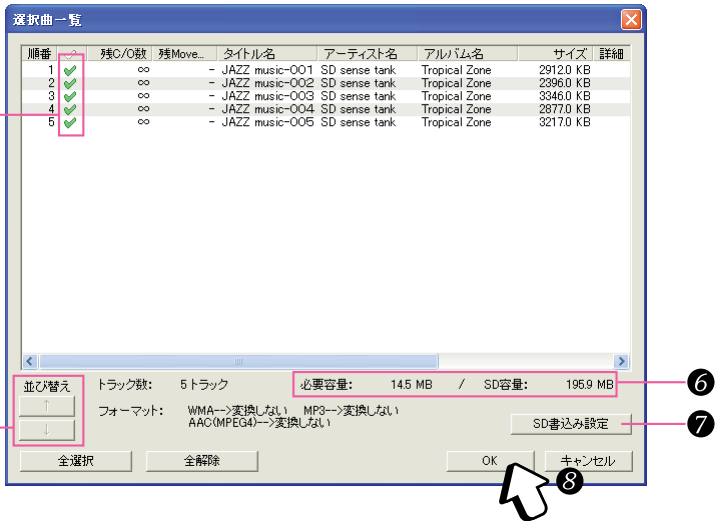 選択曲一覧
順番 残C/O数 残Move... タイトル名 アーティスト名 アルバム名 サイズ 詳細
1 ∞ - JAZZ music-001 SD sense tank Tropical Zone 2912.0 KB
2 ∞ - JAZZ music-002 SD sense tank Tropical Zone 2396.0 KB
3 ∞ - JAZZ music-003 SD sense tank Tropical Zone 3346.0 KB
4 ∞ - JAZZ music-004 SD sense tank Tropical Zone 2877.0 KB
5 ∞ - JAZZ music-005 SD sense tank Tropical Zone 3217.0 KB
並び替え トラック数: 5 トラック 必要容量: 14.5 MB / SD容量: 195.9 MB ❻
↑ フォーマット: WMA-->変換しない MP3-->変換しない
↓ AAC(MPEG4)-->変換しない SD書込み設定 ❼
全選択 全解除 OK キャンセル
❽